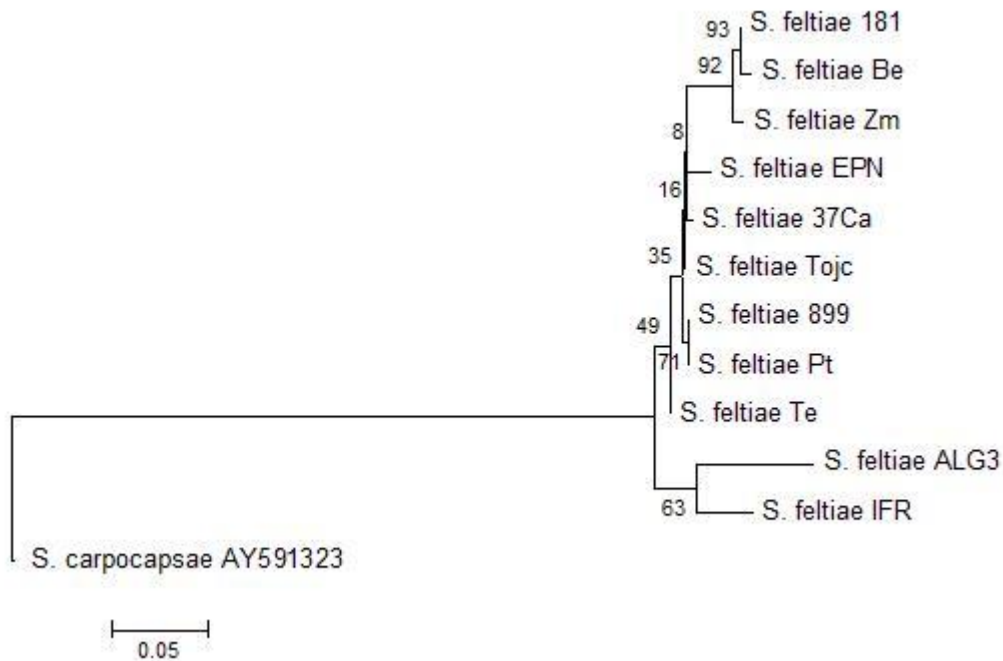 93
S. feltiae 181
92
S. feltiae Be
S. feltiae Zm
8
S. feltiae EPN
16
S. feltiae 37Ca
35
S. feltiae Tojc
S. feltiae 899
49
71
S. feltiae Pt
S. feltiae Te
S. feltiae ALG3
63
S. feltiae IFR
S. carpocapsae AY591323
0.05